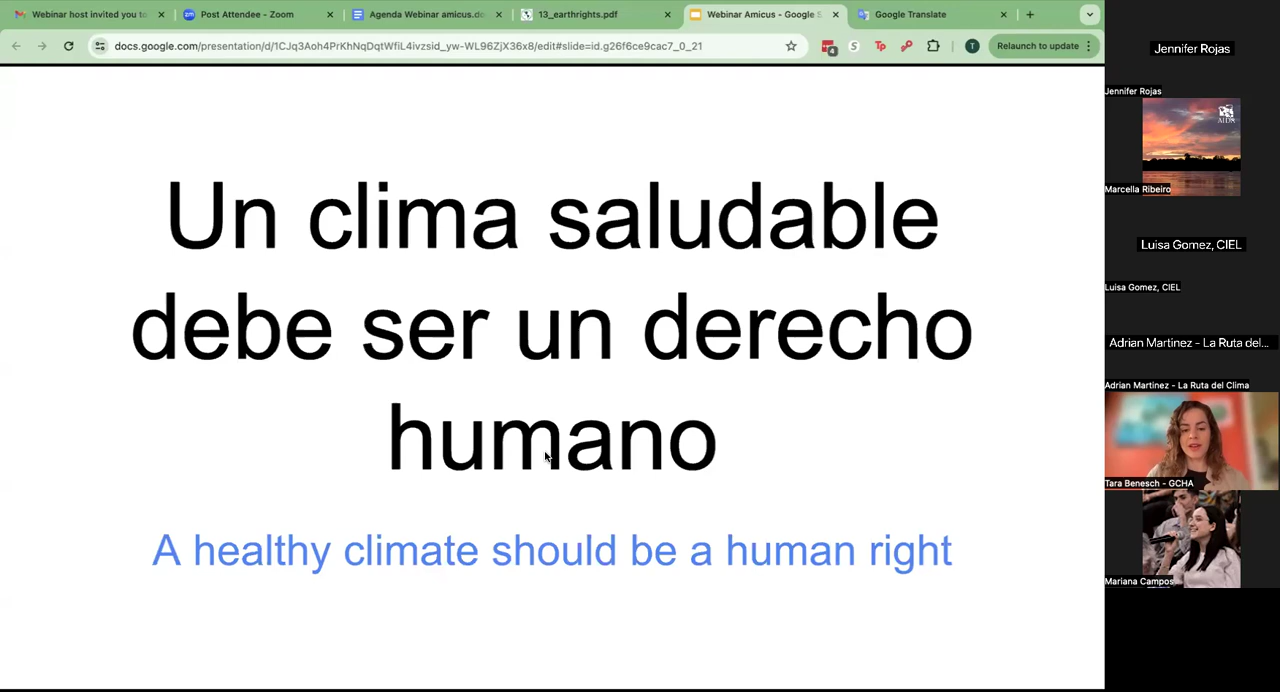 Webinar host invited you to
Post Attendee - Zoom
Agenda Webinar amicus.do
13_earthrights.pdf
Webinar Amicus - Google S
Google Translate
docs.google.com/presentation/d/1CJq3Aoh4PrKhNqDqtWfiL4ivzsid_yw-WL96ZjX36x8/edit#slide=id.g26f6ce9cac7_0_21
4
S
Tp
T
Relaunch to update
Un clima saludable
debe ser un derecho
humano
A healthy climate should be a human right
Jennifer Rojas
Jennifer Rojas
AIDA
Marcella Ribeiro
Luisa Gomez, CIEL
Luisa Gomez, CIEL
Adrian Martinez - La Ruta del...
Adrian Martinez - La Ruta del Clima
Tara Benesch - GCHA
Mariana Campos